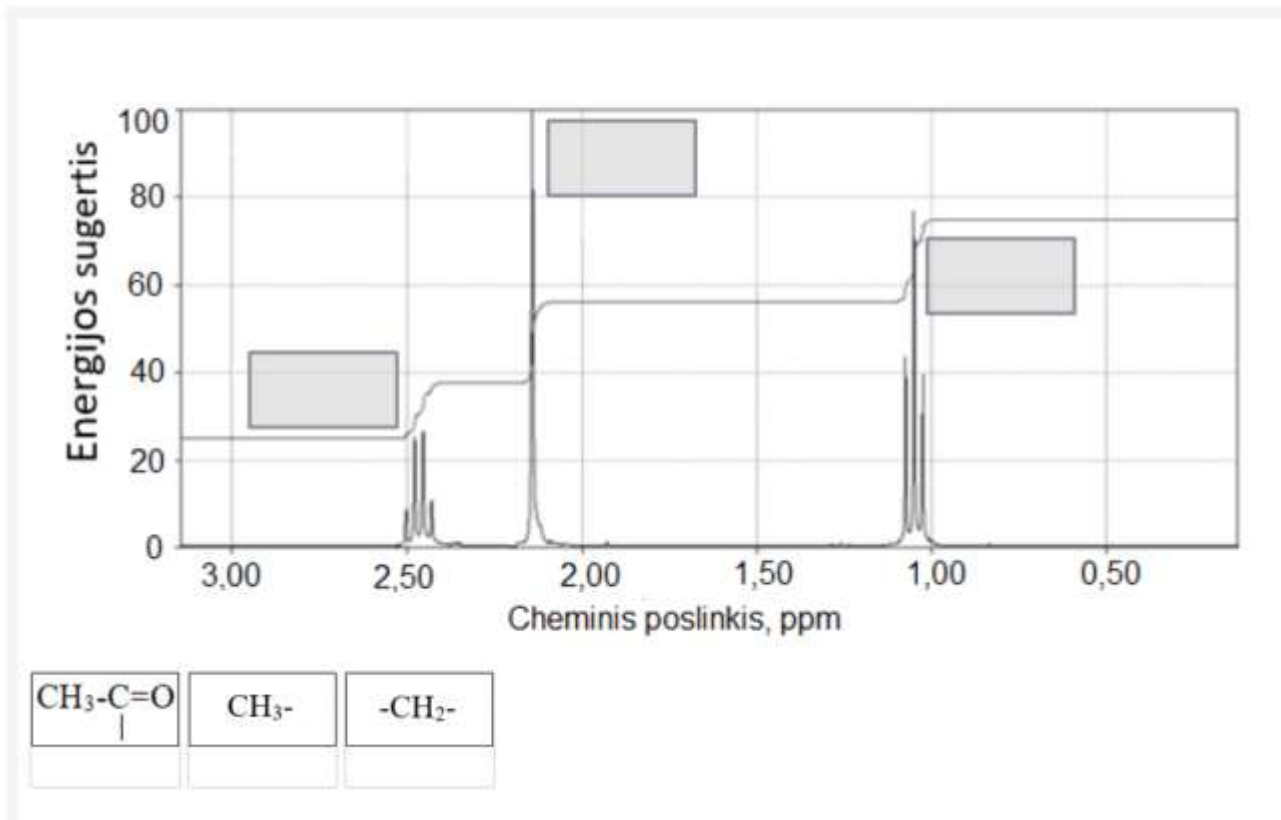 Energijos sugertis
100
80
60
40
20
0
3,00 2,50 2,00 1,50 1,00 0,50
Cheminis poslinkis, ppm
CH₃-C=O
|
CH₃-
-CH₂-